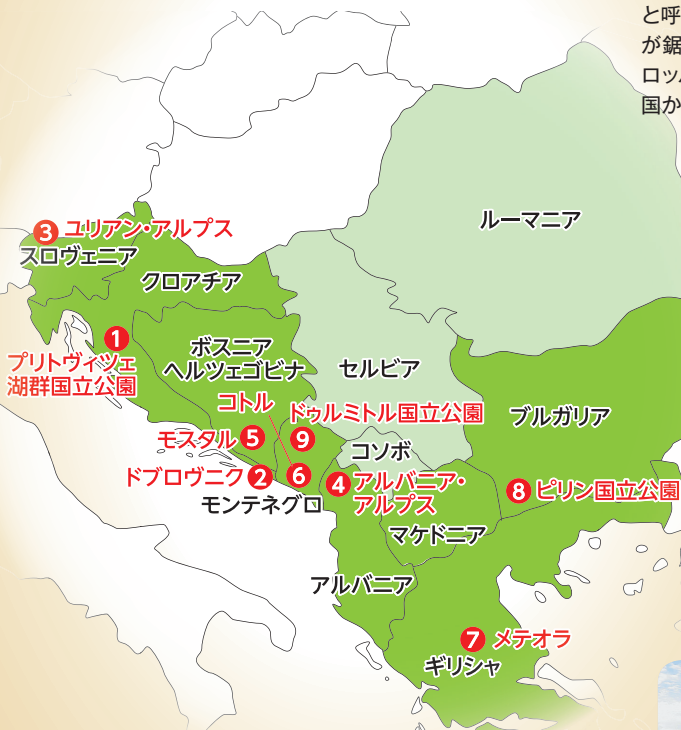 と呼
が鋸
ロッパ
国か
ルーマニア
3 ユリアン・アルプス
スロヴェニア
クロアチア
1
プリトヴィツェ
湖群国立公園
ボスニア
ヘルツェゴビナ
セルビア
コトル
ドゥルミトル国立公園
9
ブルガリア
モスタル 5
コソボ
ドブロヴニク 2
6
モンテネグロ
4 アルバニア・
アルプス
8 ピリン国立公園
マケドニア
アルバニア
7 メテオラ
ギリシャ